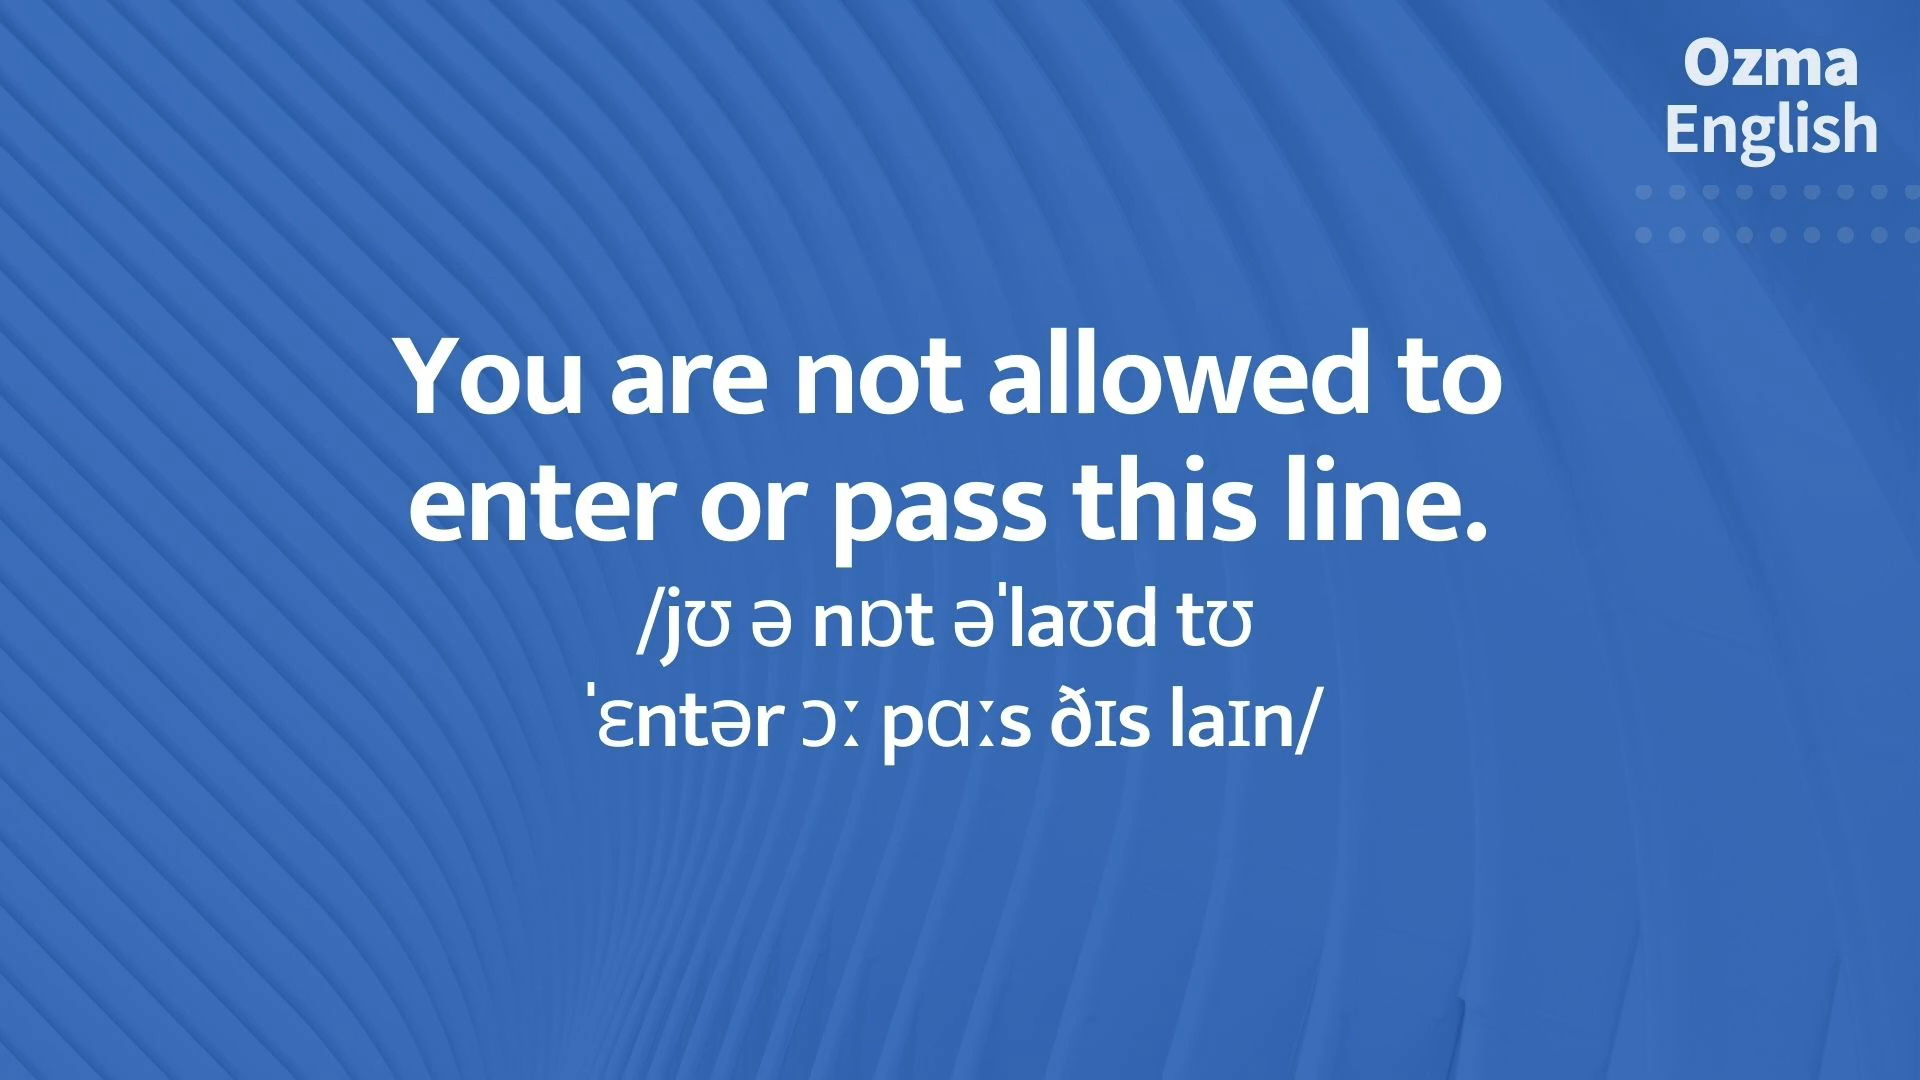 Ozma
English
You are not allowed to
enter or pass this line.
/jʊ ə nɒt əˈlaʊd tʊ
ˈɛntər ɔː pɑːs ðɪs laɪn/